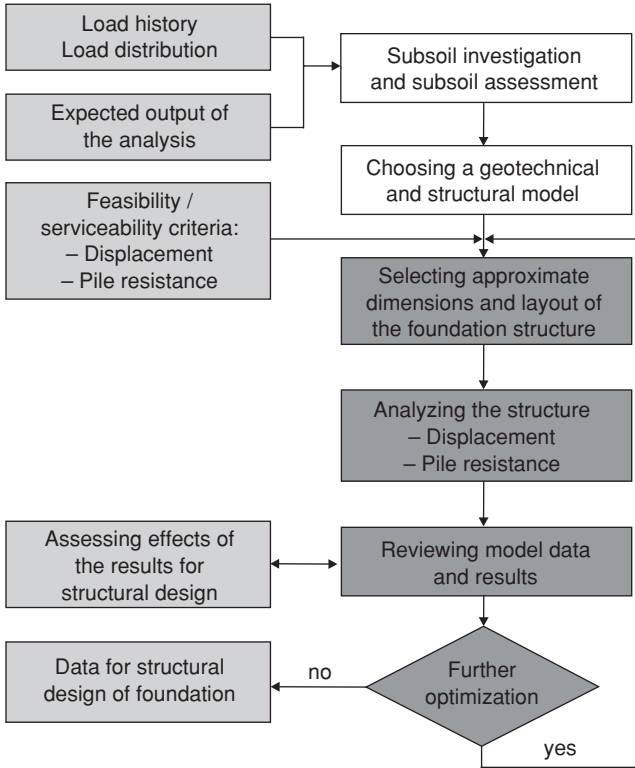 Load history
Load distribution
Subsoil investigation
and subsoil assessment
Expected output of
the analysis
Choosing a geotechnical
and structural model
Feasibility /
serviceability criteria:
– Displacement
– Pile resistance
Selecting approximate
dimensions and layout of
the foundation structure
Analyzing the structure
– Displacement
– Pile resistance
Assessing effects of
the results for
structural design
Reviewing model data
and results
Data for structural
design of foundation
no
Further
optimization
yes